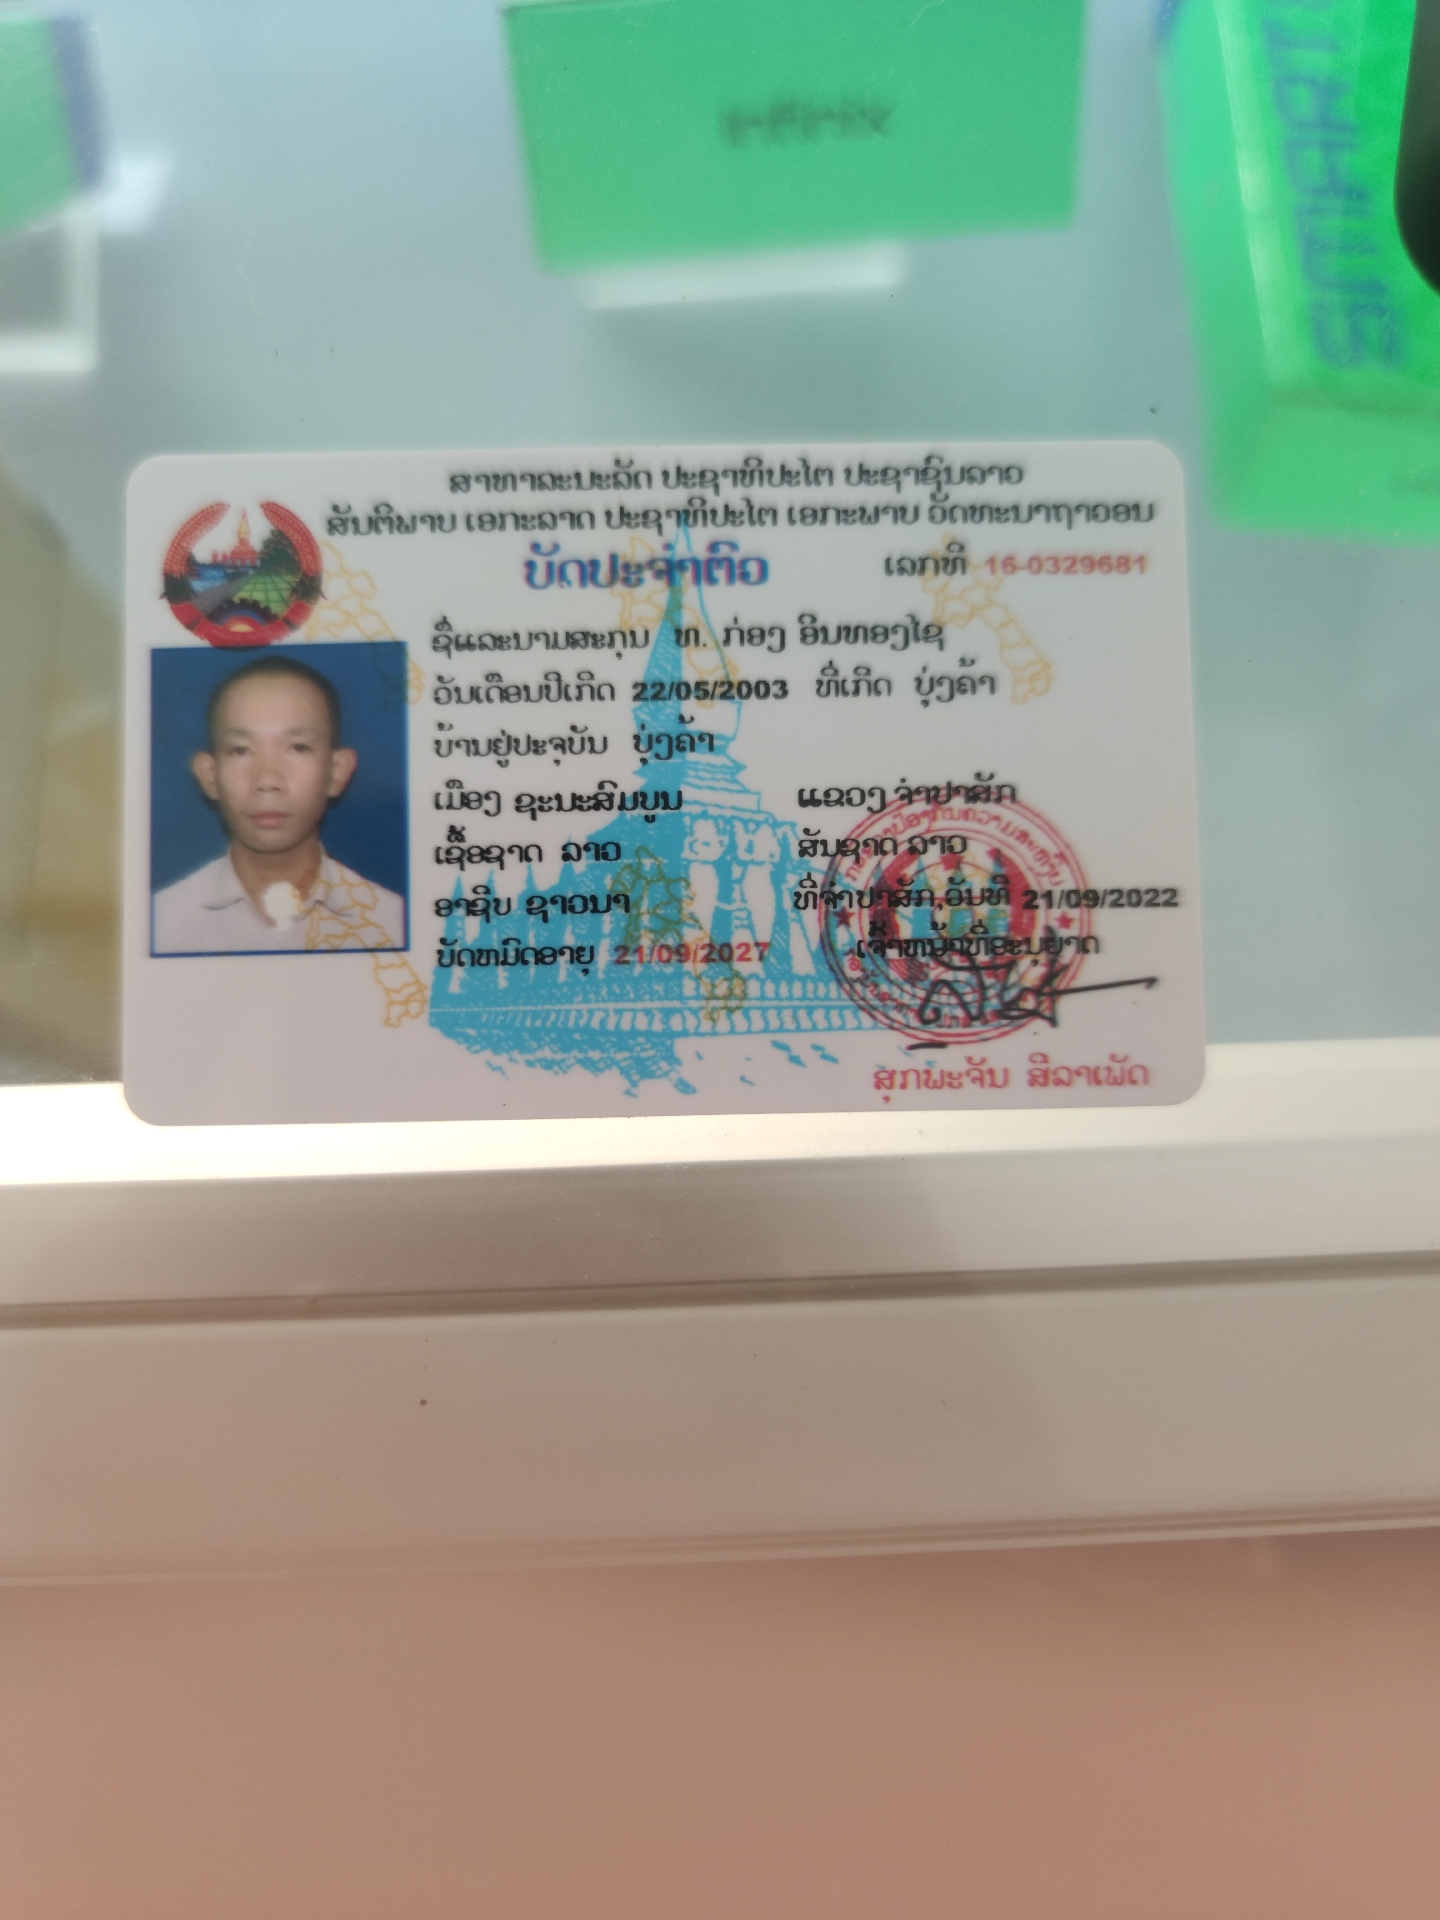 Infinix
SMART
ສາທາລະນະລັດ ປະຊາທິປະໄຕ ປະຊາຊົນລາວ
ສັນຕິພາບ ເອກະລາດ ປະຊາທິປະໄຕ ເອກະພາບ ວັດທະນາຖາວອນ
ບັດປະຈຳຕົວ ເລກທີ 16-0329681
ຊື່ແລະນາມສະກຸນ ທ. ກ່ອງ ອິນທອງໄຊ
ວັນເດືອນປີເກີດ 22/05/2003 ທີ່ເກີດ ບຸ່ງຄ້າ
ບ້ານຢູ່ປະຈຸບັນ ບຸ່ງຄ້າ
ເມືອງ ຊະນະສົມບູນ ແຂວງ ຈຳປາສັກ
ເຊື້ອຊາດ ລາວ ສັນຊາດ ລາວ
ອາຊີບ ຊາວນາ ທີ່ຈຳປາສັກ,ວັນທີ 21/09/2022
ບັດຫມົດອາຍຸ 21/09/2027 ເຈົ້າຫນ້າທີ່ອະນຸຍາດ
ສຸກພະຈັນ ສີລາເພັດ